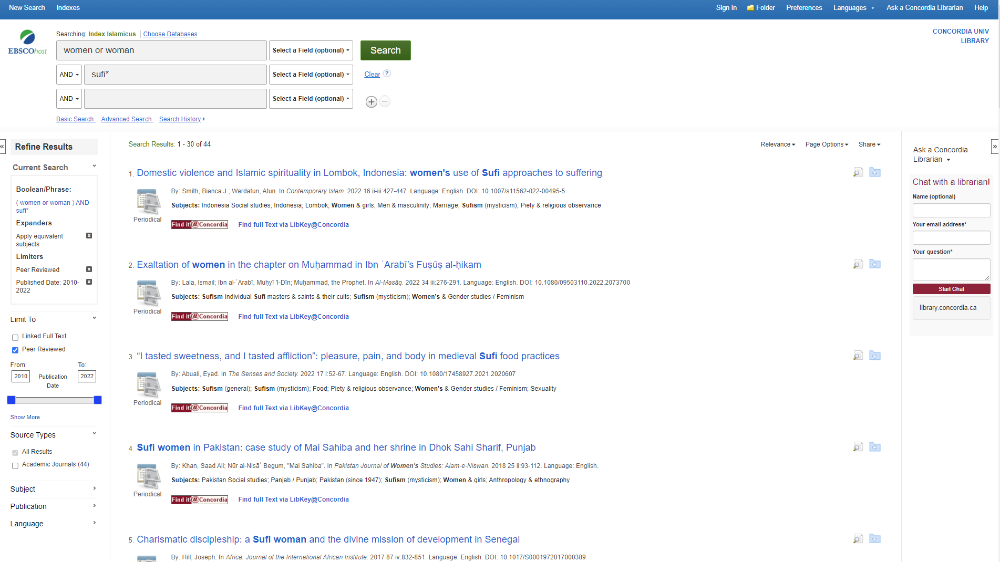 New Search Indexes
Sign In Folder Preferences Languages Ask a Concordia Librarian Help
EBSCOhost
Searching: Index Islamicus Choose Databases
women or woman Select a Field (optional) Search
AND sufi* Select a Field (optional) Clear ?
AND Select a Field (optional)
Basic Search Advanced Search Search History
CONCORDIA UNIV
LIBRARY
Refine Results
Current Search
Boolean/Phrase:
( women or woman ) AND
sufi*
Expanders
Apply equivalent
subjects
Limiters
Peer Reviewed
Published Date: 2010-
2022
Limit To
Linked Full Text
Peer Reviewed
From: To:
2010 Publication 2022
Date
Show More
Source Types
All Results
Academic Journals (44)
Subject
Publication
Language
Search Results: 1 - 30 of 44
Relevance Page Options Share
1. Domestic violence and Islamic spirituality in Lombok, Indonesia: women's use of Sufi approaches to suffering
By: Smith, Bianca J.; Wardatun, Atun. In Contemporary Islam. 2022 16 ii-iii:427-447. Language: English. DOI: 10.1007/s11562-022-00495-5
Subjects: Indonesia Social studies; Indonesia; Lombok; Women & girls; Men & masculinity; Marriage; Sufism (mysticism); Piety & religious observance
Periodical
Find it!@Concordia Find full Text via LibKey@Concordia
2. Exaltation of women in the chapter on Muḥammad in Ibn ʿArabī’s Fuṣūṣ al-ḥikam
By: Lala, Ismail; Ibn al-ʿArabī, Muḥyī 'l-Dīn; Muḥammad, the Prophet. In Al-Masāq. 2022 34 iii:276-291. Language: English. DOI: 10.1080/09503110.2022.2073700
Subjects: Sufism Individual Sufi masters & saints & their cults; Sufism (mysticism); Women's & Gender studies / Feminism
Periodical
Find it!@Concordia Find full Text via LibKey@Concordia
3. “I tasted sweetness, and I tasted affliction”: pleasure, pain, and body in medieval Sufi food practices
By: Abuali, Eyad. In The Senses and Society. 2022 17 i:52-67. Language: English. DOI: 10.1080/17458927.2021.2020607
Subjects: Sufism (general); Sufism (mysticism); Food; Piety & religious observance; Women's & Gender studies / Feminism; Sexuality
Periodical
Find it!@Concordia Find full Text via LibKey@Concordia
4. Sufi women in Pakistan: case study of Mai Sahiba and her shrine in Dhok Sahi Sharif, Punjab
By: Khan, Saad Ali; Nūr al-Nisāʾ Begum, "Mai Sahiba". In Pakistan Journal of Women's Studies: Alam-e-Niswan. 2018 25 ii:93-112. Language: English.
Subjects: Pakistan Social studies; Panjab / Punjab; Pakistan (since 1947); Sufism (mysticism); Women & girls; Anthropology & ethnography
Periodical
Find it!@Concordia Find full Text via LibKey@Concordia
5. Charismatic discipleship: a Sufi woman and the divine mission of development in Senegal
By: Hill, Joseph. In Africa: Journal of the International African Institute. 2017 87 iv:832-851. Language: English. DOI: 10.1017/S0001972017000389
Ask a Concordia
Librarian
Chat with a librarian!
Name (optional)
Your email address*
Your question*
Start Chat
library.concordia.ca